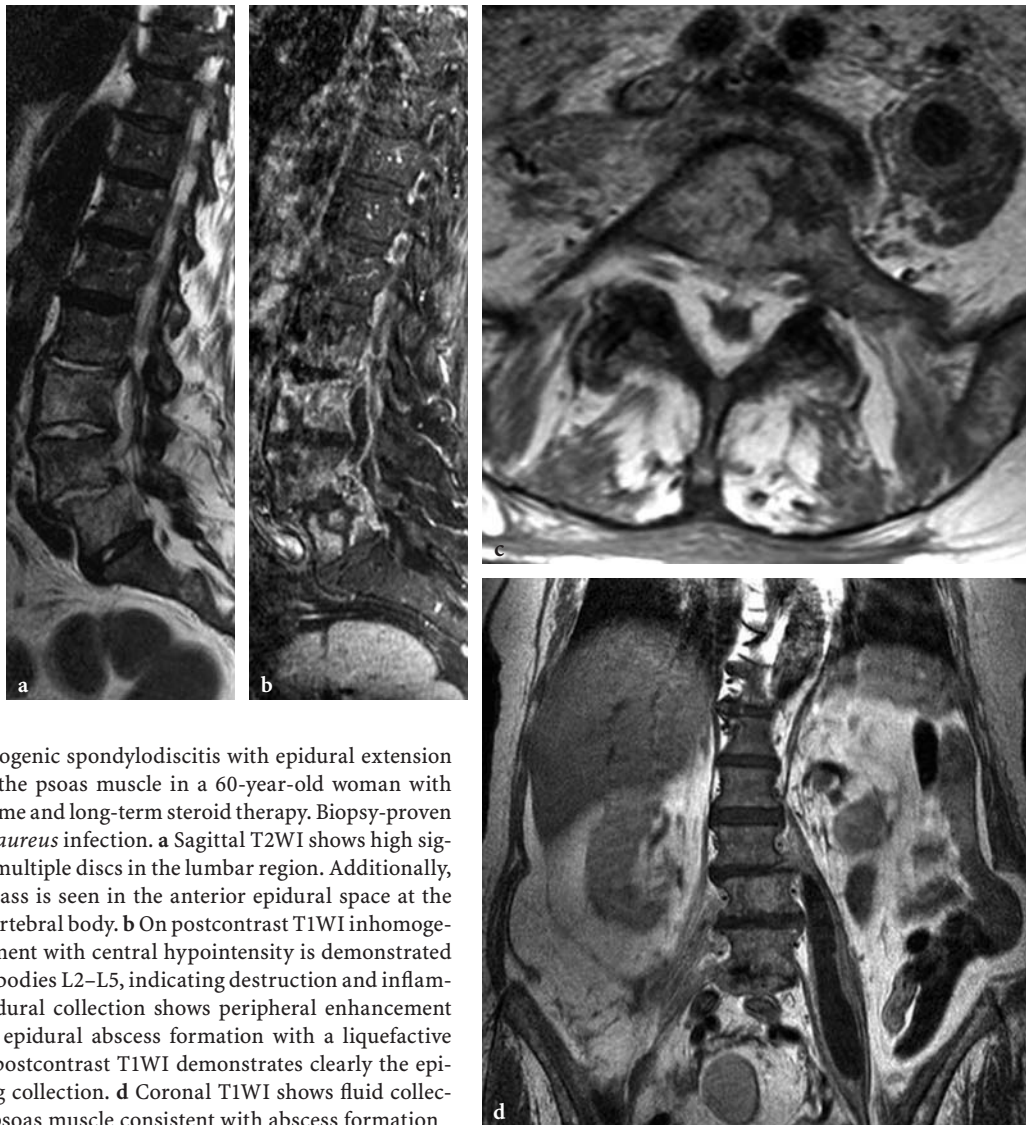 a
b
c
d
ogenic spondylodiscitis with epidural extension
the psoas muscle in a 60-year-old woman with
me and long-term steroid therapy. Biopsy-proven
aureus infection. a Sagittal T2WI shows high sig-
multiple discs in the lumbar region. Additionally,
ass is seen in the anterior epidural space at the
ertebral body. b On postcontrast T1WI inhomoge-
ment with central hypointensity is demonstrated
bodies L2–L5, indicating destruction and inflam-
dural collection shows peripheral enhancement
epidural abscess formation with a liquefactive
postcontrast T1WI demonstrates clearly the epi-
g collection. d Coronal T1WI shows fluid collec-
psoas muscle consistent with abscess formation